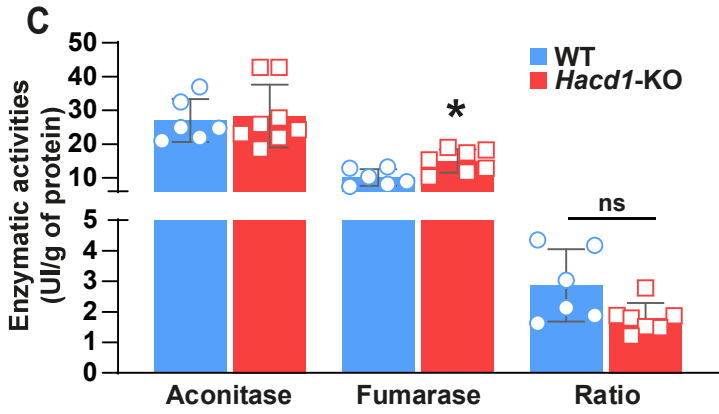 C
Enzymatic activities
(UI/g of protein)
50
40
30
20
10
5
4
3
2
1
0
WT
Hacd1-KO
*
ns
Aconitase
Fumarase
Ratio